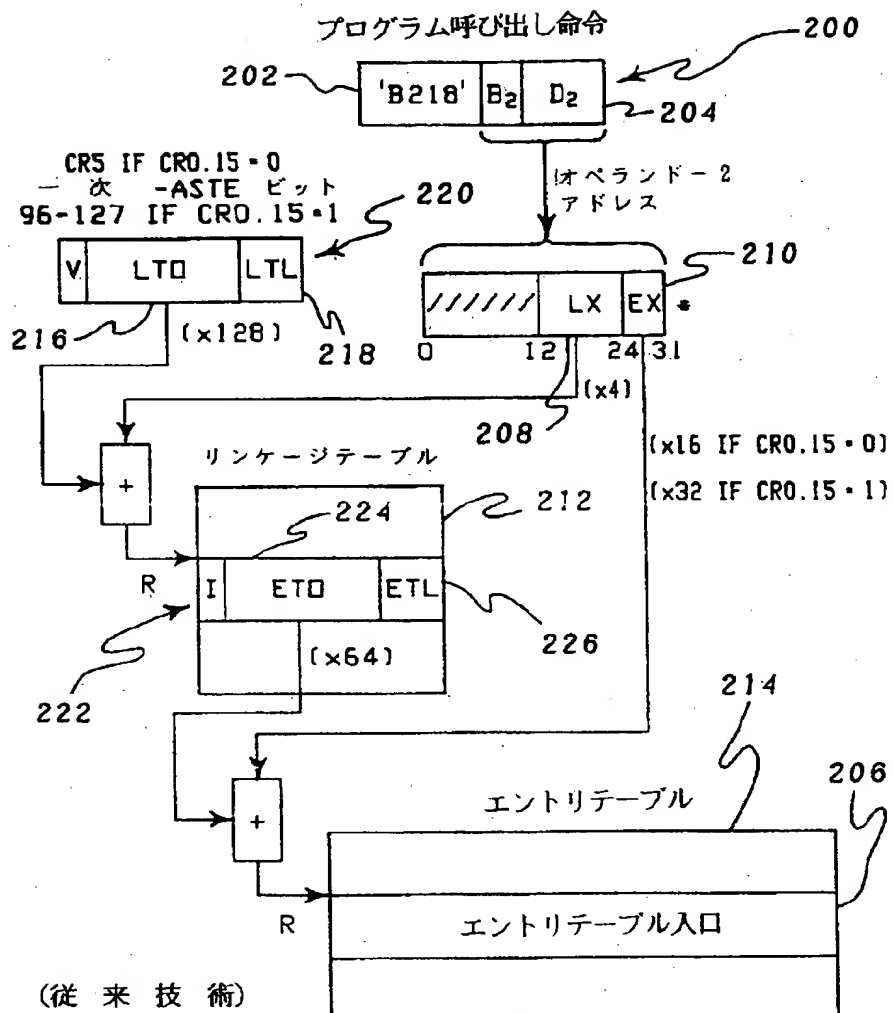 プログラム呼び出し命令
200
202
'B218' B2 D2
204
CR5 IF CR0.15=0
一 次 -ASTE ビット
96-127 IF CR0.15=1
220
オペランド-2
アドレス
210
V LTO LTL
////// LX EX *
216
(x128)
218
0 12 24 31
208
(x4)
(x16 IF CR0.15=0)
(x32 IF CR0.15=1)
リンケージテーブル
+
224
212
R
I ETO ETL
226
222
(x64)
214
206
エントリテーブル
+
R
エントリテーブル入口
(従 来 技 術)